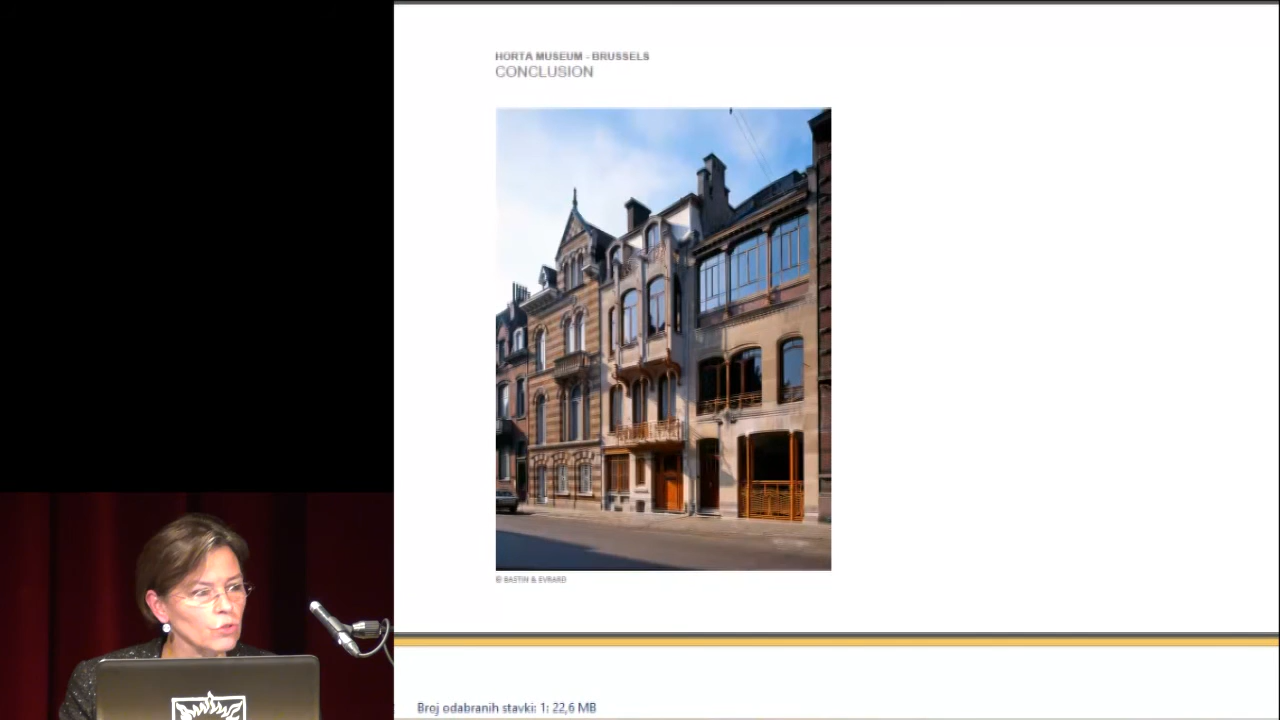 HORTA MUSEUM - BRUSSELS
CONCLUSION
© BASTIN & EVRARD
Broj odabranih stavki: 1: 22,6 MB